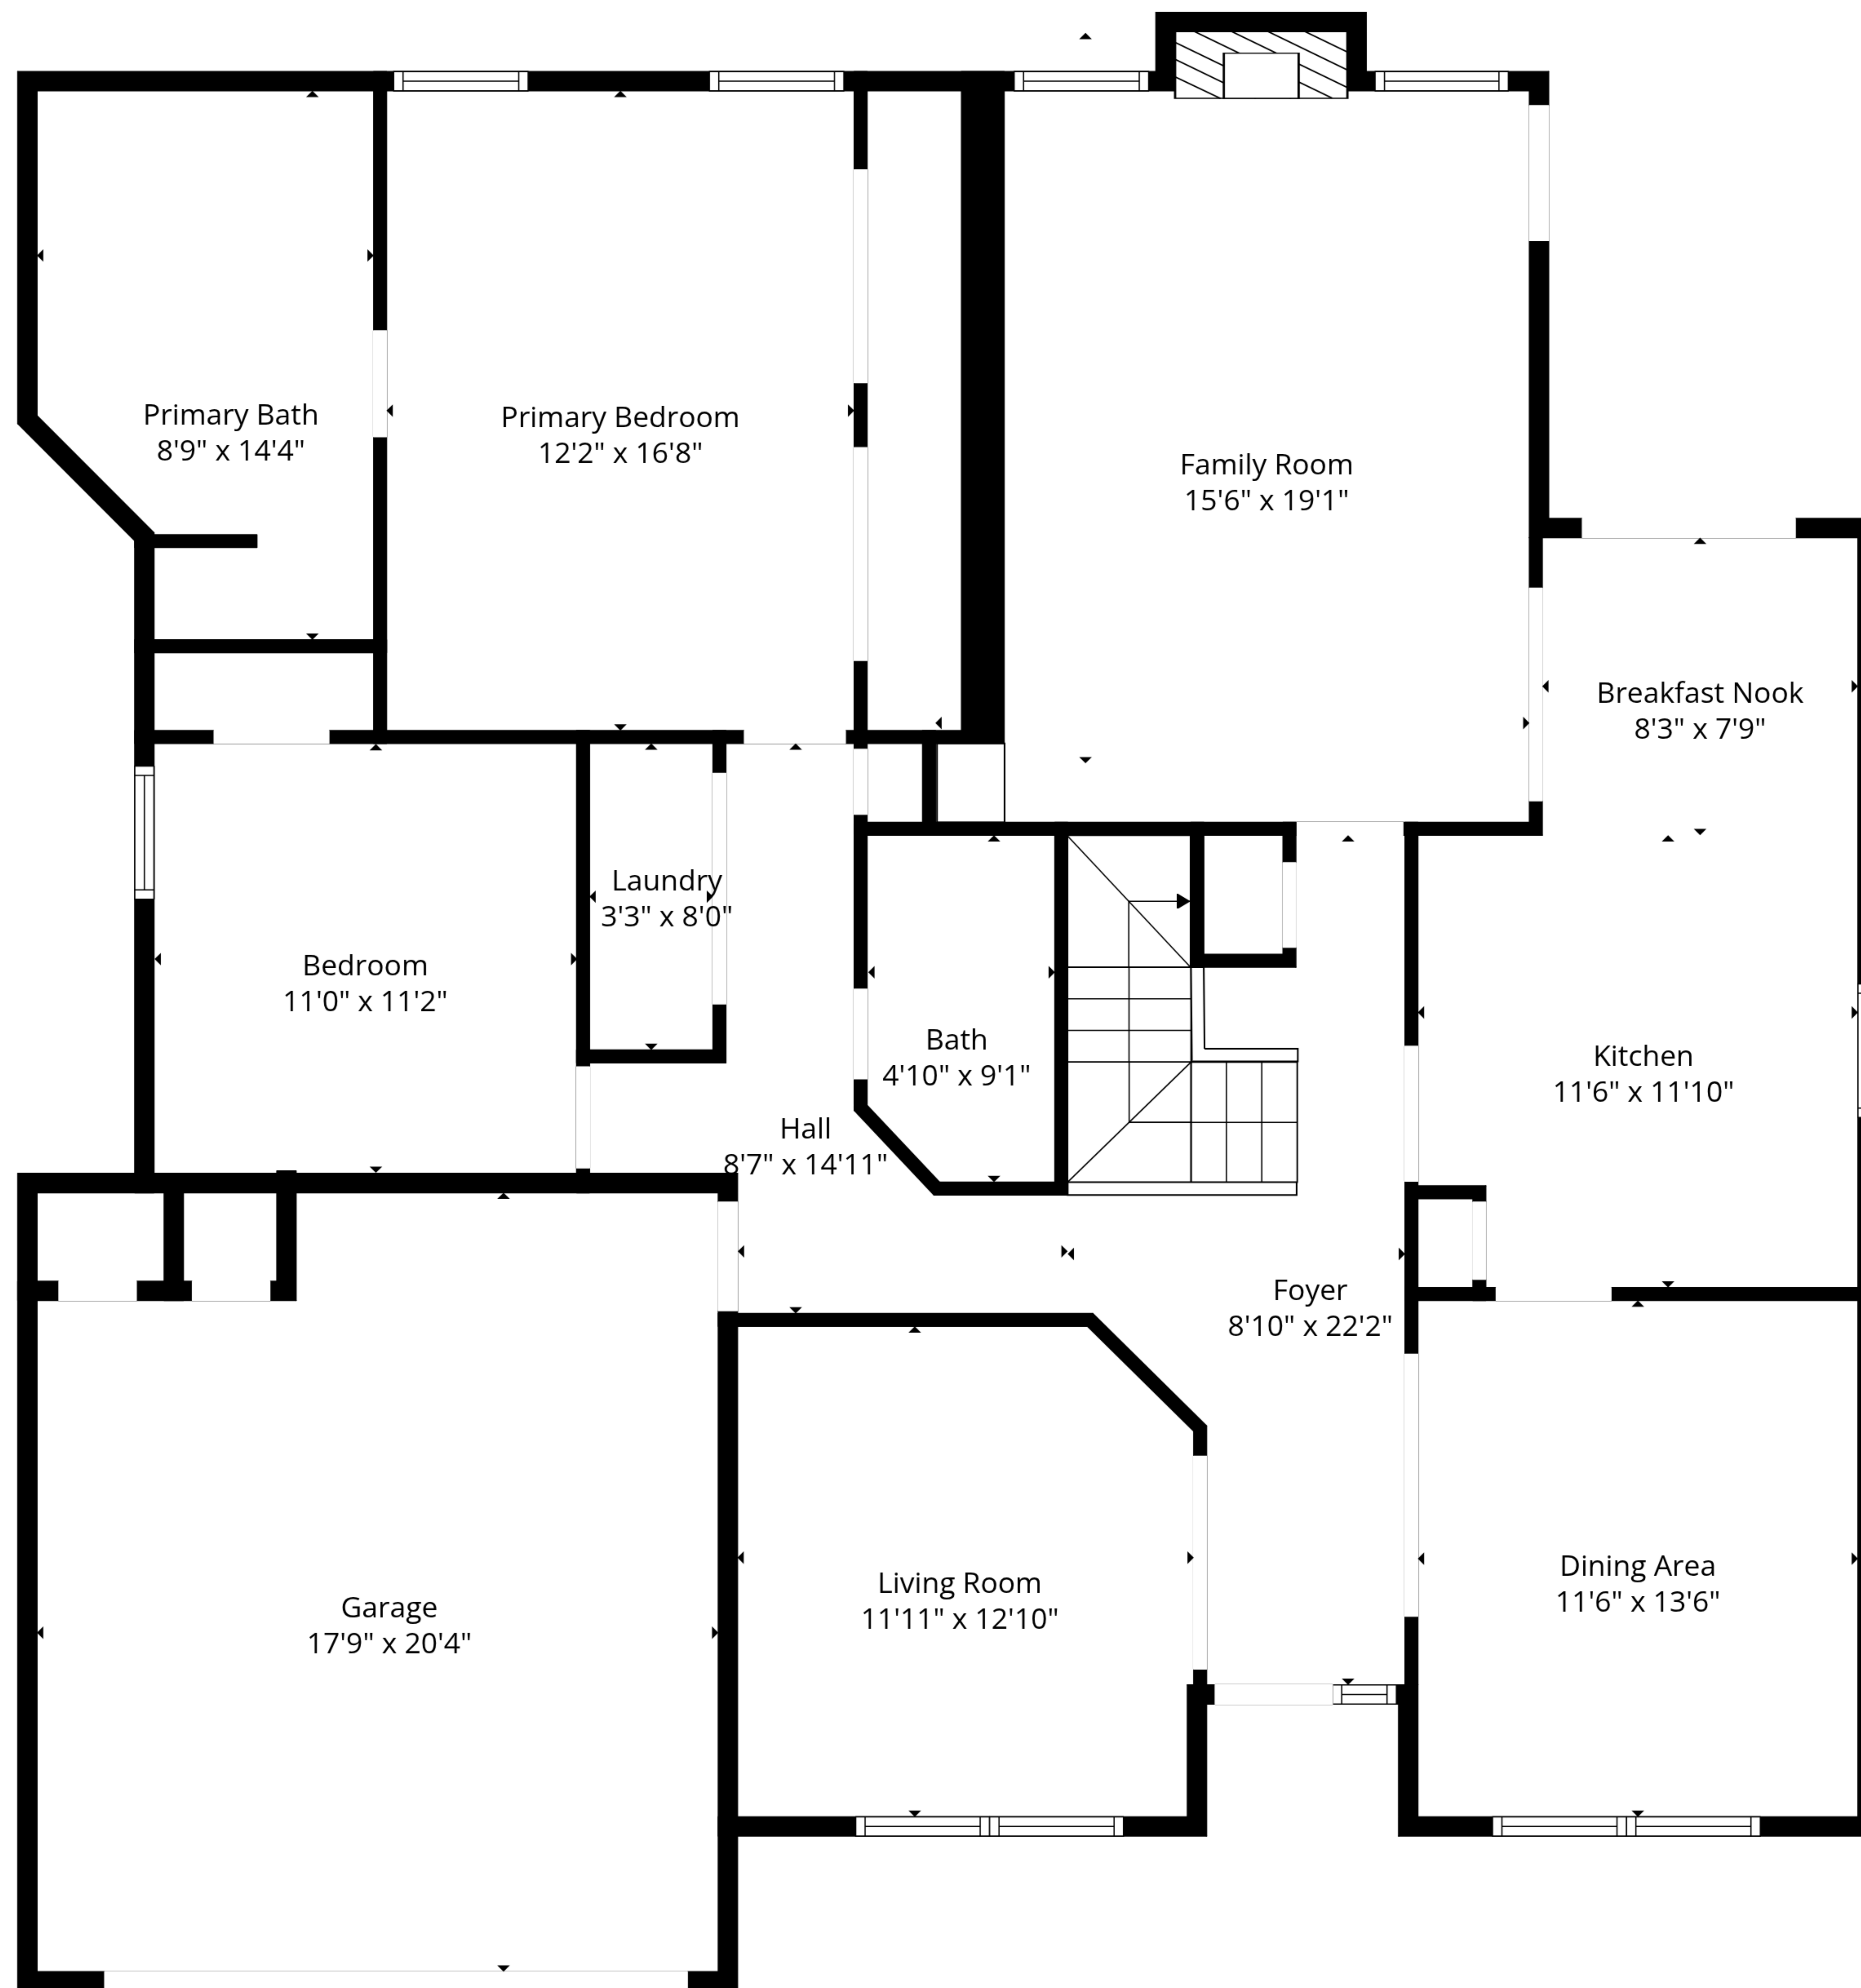 Primary Bath
8'9" x 14'4"
Primary Bedroom
12'2" x 16'8"
Family Room
15'6" x 19'1"
Breakfast Nook
8'3" x 7'9"
Laundry
3'3" x 8'0"
Bedroom
11'0" x 11'2"
Bath
4'10" x 9'1"
Kitchen
11'6" x 11'10"
Hall
8'7" x 14'11"
Foyer
8'10" x 22'2"
Garage
17'9" x 20'4"
Living Room
11'11" x 12'10"
Dining Area
11'6" x 13'6"